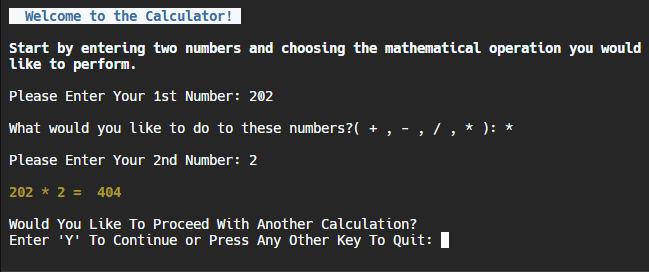 Welcome to the Calculator!
Start by entering two numbers and choosing the mathematical operation you would
like to perform.
Please Enter Your 1st Number: 202
What would you like to do to these numbers?( + , - , / , * ): *
Please Enter Your 2nd Number: 2
202 * 2 =  404
Would You Like To Proceed With Another Calculation?
Enter 'Y' To Continue or Press Any Other Key To Quit: